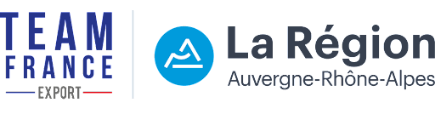 TEAM
FRANCE
EXPORT
La Région
Auvergne-Rhône-Alpes